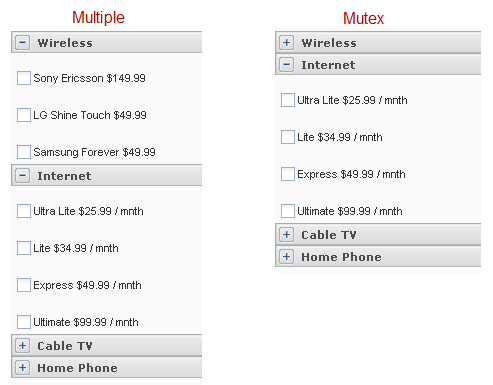 Multiple
Wireless
Sony Ericsson $149.99
LG Shine Touch $49.99
Samsung Forever $49.99
Internet
Ultra Lite $25.99 / mnth
Lite $34.99 / mnth
Express $49.99 / mnth
Ultimate $99.99 / mnth
Cable TV
Home Phone
Mutex
Wireless
Internet
Ultra Lite $25.99 / mnth
Lite $34.99 / mnth
Express $49.99 / mnth
Ultimate $99.99 / mnth
Cable TV
Home Phone